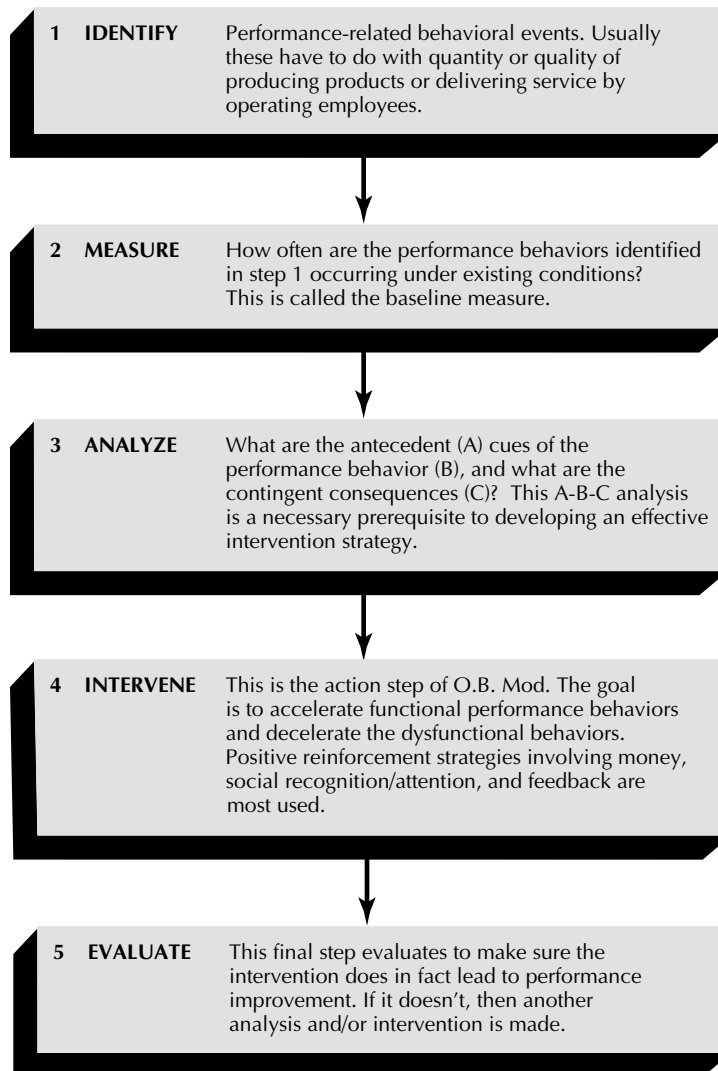 1 IDENTIFY Performance-related behavioral events. Usually
these have to do with quantity or quality of
producing products or delivering service by
operating employees.
2 MEASURE How often are the performance behaviors identified
in step 1 occurring under existing conditions?
This is called the baseline measure.
3 ANALYZE What are the antecedent (A) cues of the
performance behavior (B), and what are the
contingent consequences (C)? This A-B-C analysis
is a necessary prerequisite to developing an effective
intervention strategy.
4 INTERVENE This is the action step of O.B. Mod. The goal
is to accelerate functional performance behaviors
and decelerate the dysfunctional behaviors.
Positive reinforcement strategies involving money,
social recognition/attention, and feedback are
most used.
5 EVALUATE This final step evaluates to make sure the
intervention does in fact lead to performance
improvement. If it doesn't, then another
analysis and/or intervention is made.